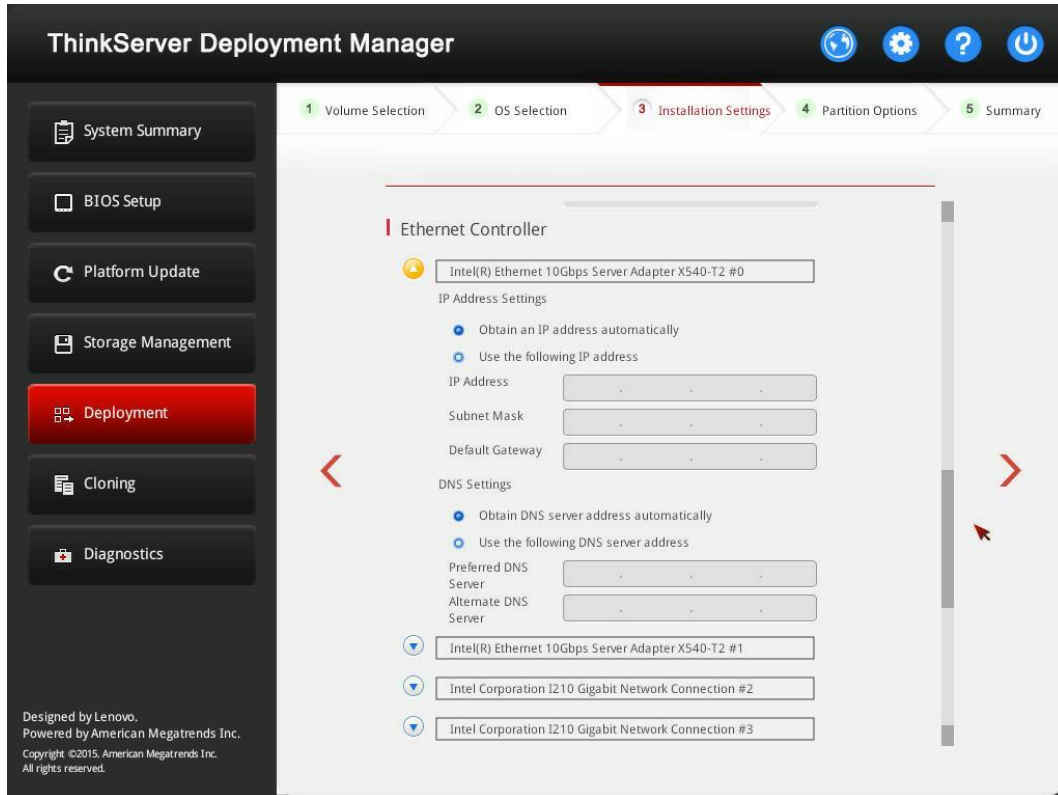 ThinkServer Deployment Manager
System Summary
BIOS Setup
Platform Update
Storage Management
Deployment
Cloning
Diagnostics
Designed by Lenovo.
Powered by American Megatrends Inc.
Copyright ©2015. American Megatrends Inc.
All rights reserved.
1 Volume Selection
2 OS Selection
3 Installation Settings
4 Partition Options
5 Summary
Ethernet Controller
Intel(R) Ethernet 10Gbps Server Adapter X540-T2 #0
IP Address Settings
Obtain an IP address automatically
Use the following IP address
IP Address . . .
Subnet Mask . . .
Default Gateway . . .
DNS Settings
Obtain DNS server address automatically
Use the following DNS server address
Preferred DNS
Server . . .
Alternate DNS
Server . . .
Intel(R) Ethernet 10Gbps Server Adapter X540-T2 #1
Intel Corporation I210 Gigabit Network Connection #2
Intel Corporation I210 Gigabit Network Connection #3